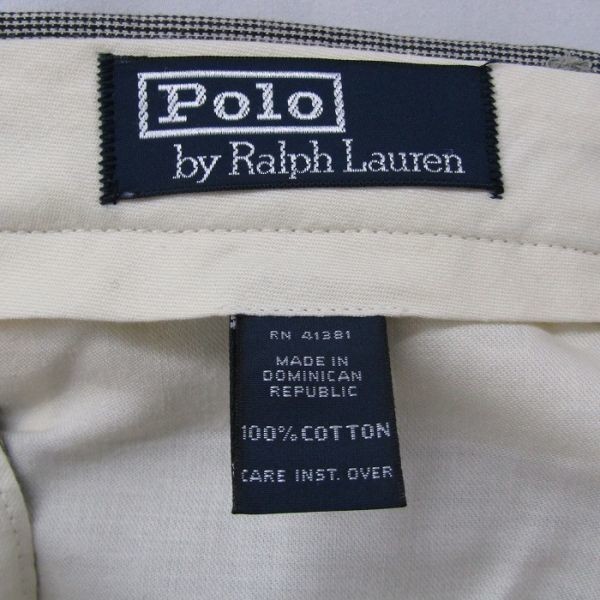 Polo
by Ralph Lauren
RN 41381
MADE IN
DOMINICAN
REPUBLIC
100% COTTON
CARE INST. OVER